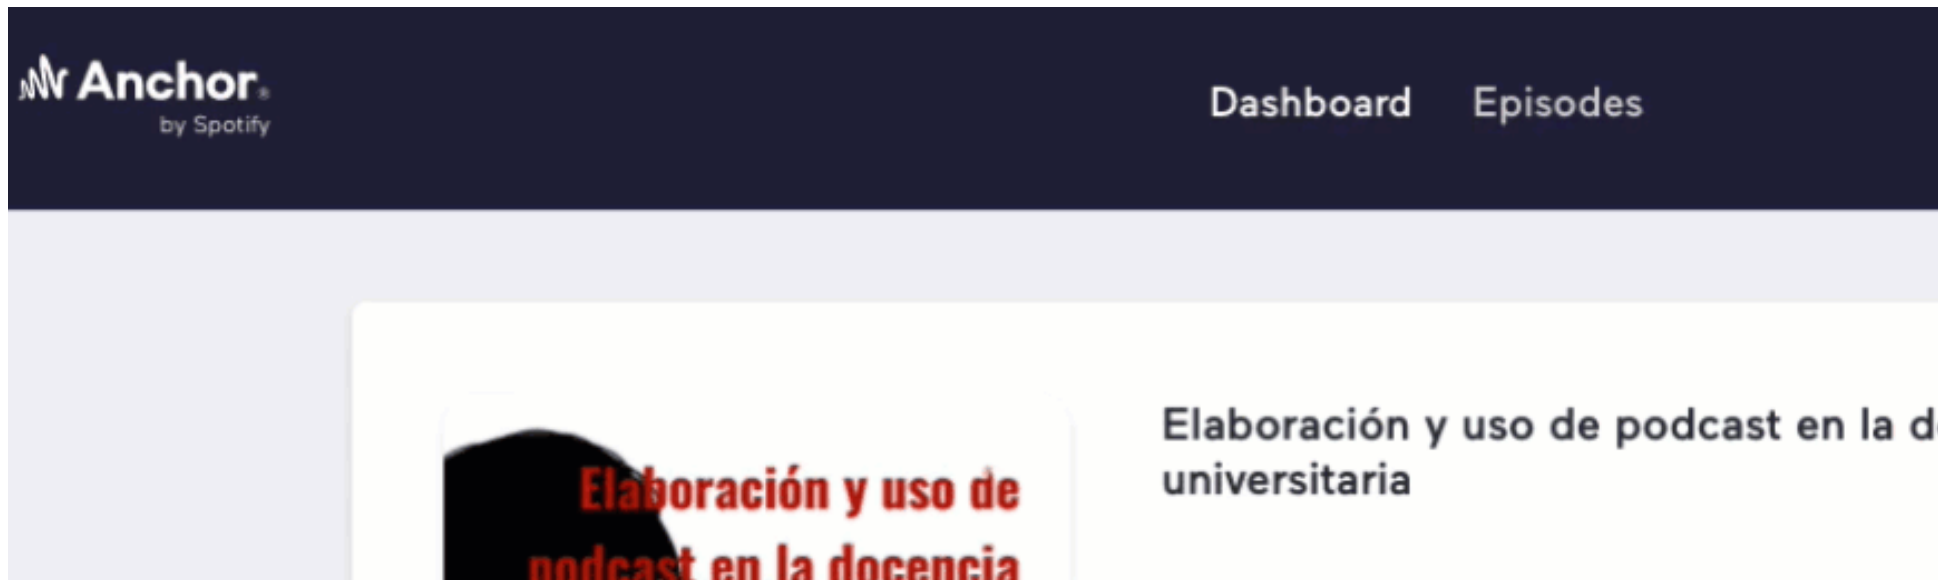 Anchor
by Spotify
Dashboard
Episodes
Elaboración y uso de podcast en la
universitaria
Elaboración y uso de
podcast en la docencia